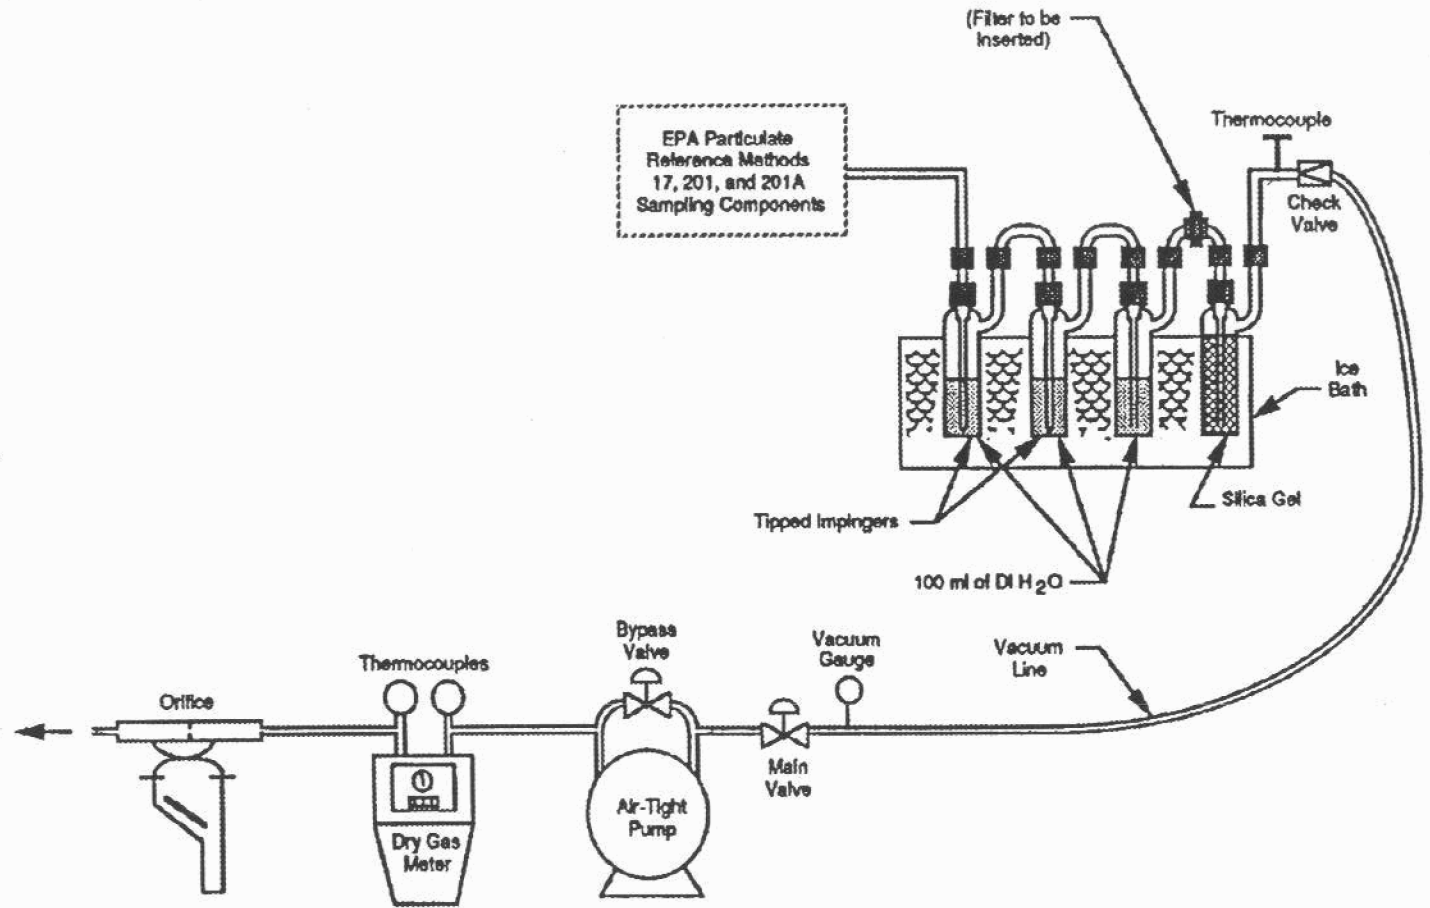 (Filter to be
Inserted)
EPA Particulate
Reference Methods
17, 201, and 201A
Sampling Components
Thermocouple
Check
Valve
Ice
Bath
Silica Gel
Tipped Impingers
100 ml of DI H2O
Vacuum
Line
Vacuum
Gauge
Main
Valve
Bypass
Valve
Air-Tight
Pump
Thermocouples
Dry Gas
Meter
Orifice